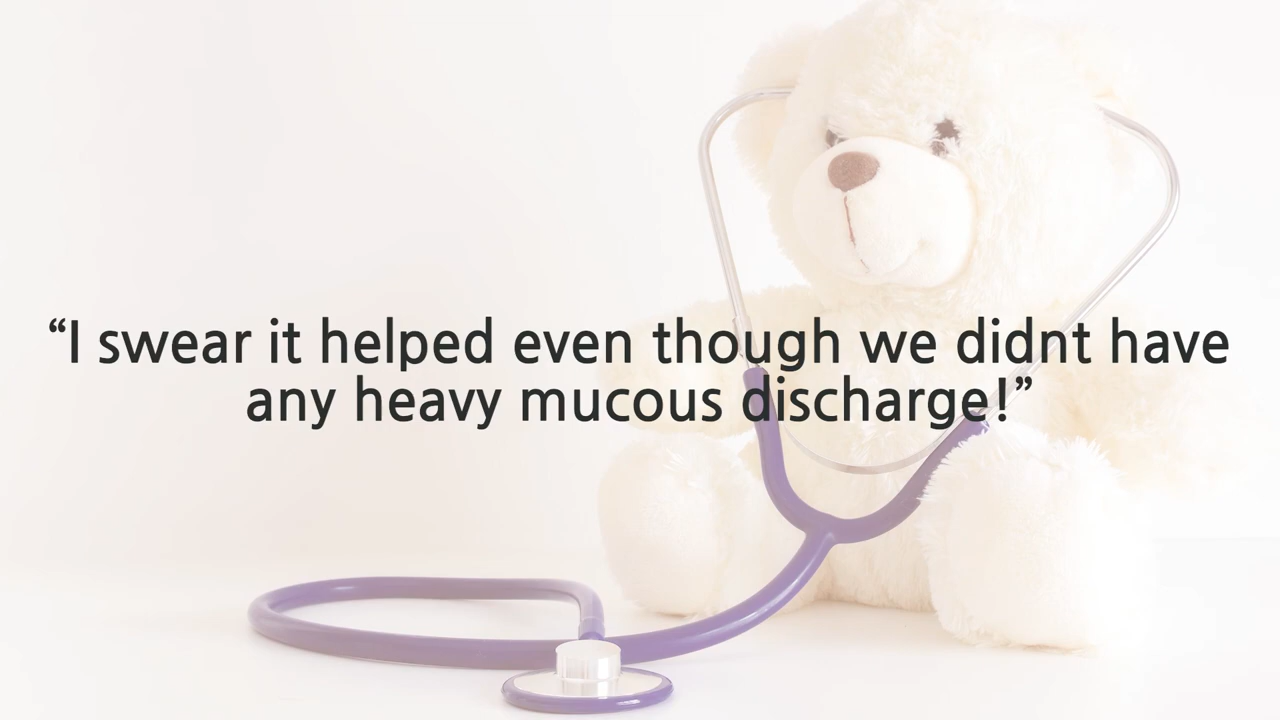 “I swear it helped even though we didnt have
any heavy mucous discharge!”